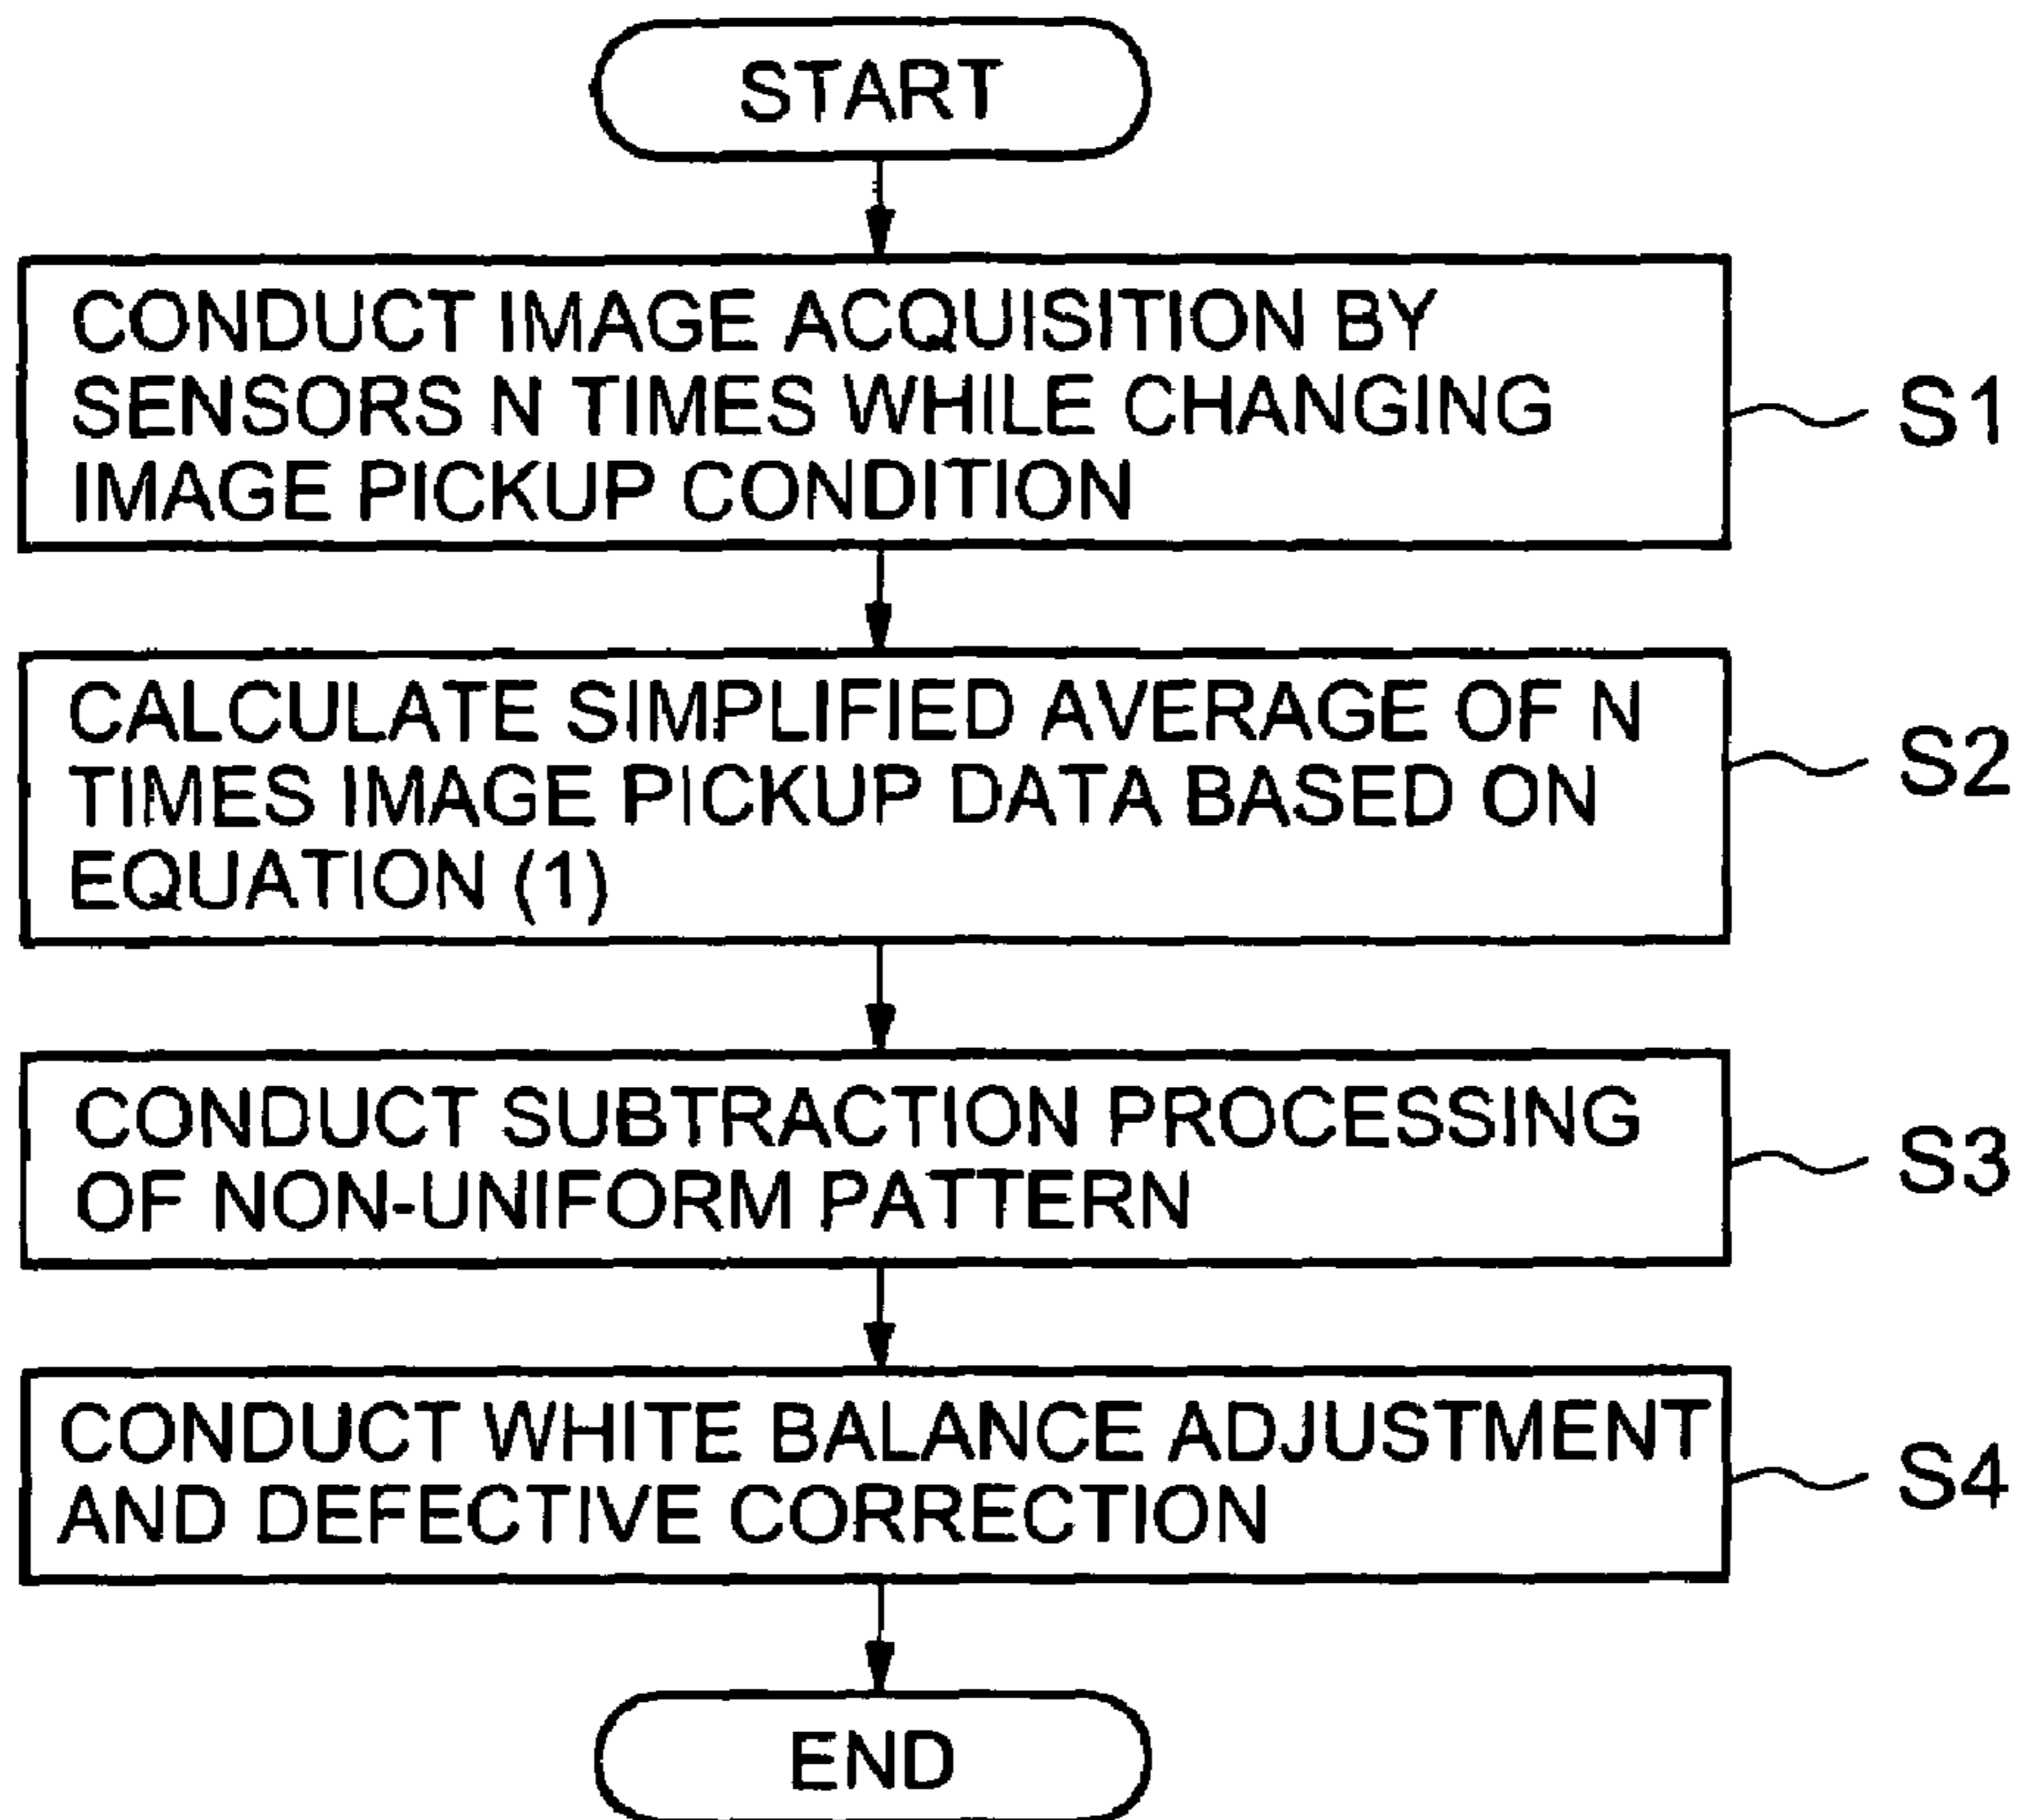 START
CONDUCT IMAGE ACQUISITION BY
SENSORS N TIMES WHILE CHANGING
IMAGE PICKUP CONDITION
S1
CALCULATE SIMPLIFIED AVERAGE OF N
TIMES IMAGE PICKUP DATA BASED ON
EQUATION (1)
S2
CONDUCT SUBTRACTION PROCESSING
OF NON-UNIFORM PATTERN
S3
CONDUCT WHITE BALANCE ADJUSTMENT
AND DEFECTIVE CORRECTION
S4
END